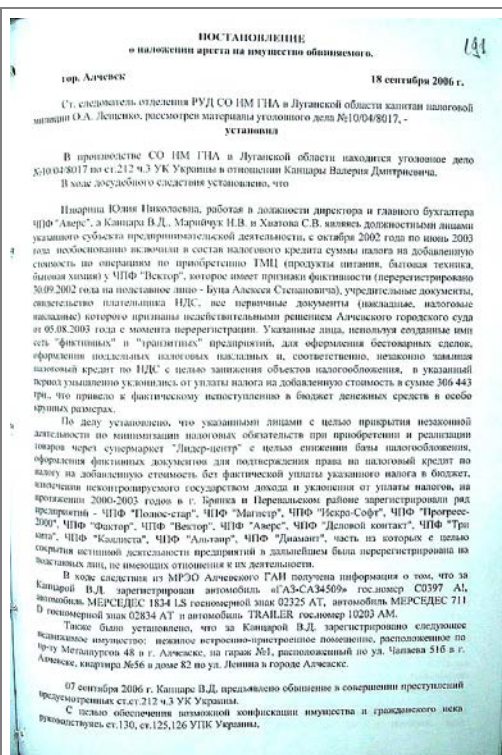 ПОСТАНОВЛЕНИЕ
о наложении ареста на имущество обвиняемого.
191
гор. Алчевск 18 сентября 2006 г.
Ст. следователь отделения РУД СО НМ ГНА в Луганской области капитан налоговой
милиции О.А. Лещенко, рассмотрев материалы уголовного дела №10/04/8017, -
установил
В производстве СО НМ ГНА в Луганской области находится уголовное дело
№10/04/8017 по ст.212 ч.3 УК Украины в отношении Канцары Валерия Дмитриевича.
В ходе досудебного следствия установлено, что
Юлия Николаевна, работая в должности директора и главного бухгалтера
ЧПФ "Аверс", а Канцара В.Д., Марийчук И.В. и Хнатова С.В. являясь должностными лицами
указанного субъекта предпринимательской деятельности, с октября 2002 года по июнь 2003
года необоснованно включили в состав налогового кредита суммы налога на добавленную
стоимость по операциям по приобретению ТМЦ (продукты питания, бытовая техника,
бытовая химия) у ЧПФ "Вектор", которое имеет признаки фиктивности (перерегистрировано
30.09.2002 года на подставное лицо - Буца Алексея Степановича), учредительные документы,
свидетельство плательщика НДС, все первичные документы (накладные, налоговые
накладные) которого признаны недействительными решением Алчевского городского суда
от 05.08.2003 года с момента перерегистрации. Указанные лица, используя созданные ими
сеть "фиктивных" и "транзитных" предприятий, для оформления бестоварных сделок,
оформления поддельных налоговых накладных и, соответственно, незаконно завышая
налоговый кредит по НДС с целью занижения объектов налогообложения, в указанный
период умышленно уклонились от уплаты налога на добавленную стоимость в сумме 306 443
грн., что привело к фактическому непоступлению в бюджет денежных средств в особо
крупных размерах.
По делу установлено, что указанными лицами с целью прикрытия незаконной
деятельности по минимизации налоговых обязательств при приобретении и реализации
товаров через супермаркет "Лидер-центр" с целью снижении базы налогообложения,
оформления фиктивных документов для подтверждения права на налоговый кредит по
налогу на добавленную стоимость без фактической уплаты указанного налога в бюджет,
извлечения неконтролируемого государством дохода и уклонения от уплаты налогов, на
протяжении 2000-2003 годов в г. Брянка и Перевальском районе зарегистрировали ряд
предприятий - ЧПФ "Полюс-стар", ЧПФ "Магистр", ЧПФ "Искра-Софт", ЧПФ "Прогресс-
2000", ЧПФ "Фактор", ЧПФ "Вектор", ЧПФ "Аверс", ЧПФ "Деловой контакт", ЧПФ "Три
кита", ЧПФ "Каллиста", ЧПФ "Альтаир", ЧПФ "Диамант", часть из которых с целью
сокрытия истинной деятельности предприятий в дальнейшем была перерегистрирована на
подставных лиц, не имеющих отношения к их деятельности.
В ходе следствия из МРЭО Алчевского ГАИ получена информация о том, что за
Канцарой В.Д. зарегистрирован автомобиль «ГАЗ-САЗ4509» гос.номер С0397 А!,
автомобиль МЕРСЕДЕС 1834 LS госномерной знак 02325 АТ, автомобиль МЕРСЕДЕС 711
D госномерной знак 02834 АТ и автомобиль TRAILER гос.номер 10203 АМ.
Также было установлено, что за Канцарой В.Д. зарегистрировано следующее
недвижимое имущество: нежилое встроенно-пристроенное помещение, расположенное по
пр-ту Металлургов 48 в г. Алчевске, на гараж №1, расположенный по ул. Чапаева 51б в г.
Алчевске, квартира №56 в доме 82 по ул. Ленина в городе Алчевске.
07 сентября 2006 г. Канцаре В.Д. предъявлено обвинение в совершении преступлений
предусмотренных ст.ст.212 ч.3 УК Украины.
С целью обеспечения возможной конфискации имущества и гражданского иска
руководствуясь ст.130, ст.125,126 УПК Украины,